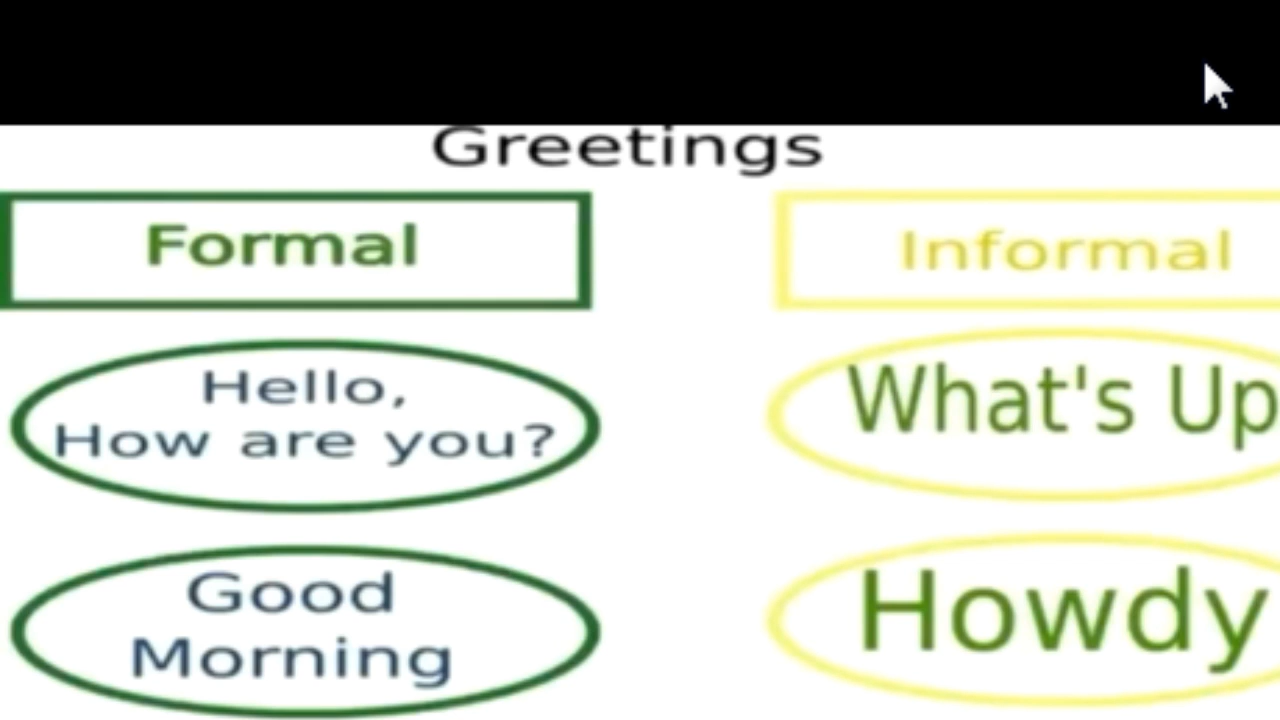 Greetings
Formal
Informal
Hello,
How are you?
What's Up
Good
Morning
Howdy